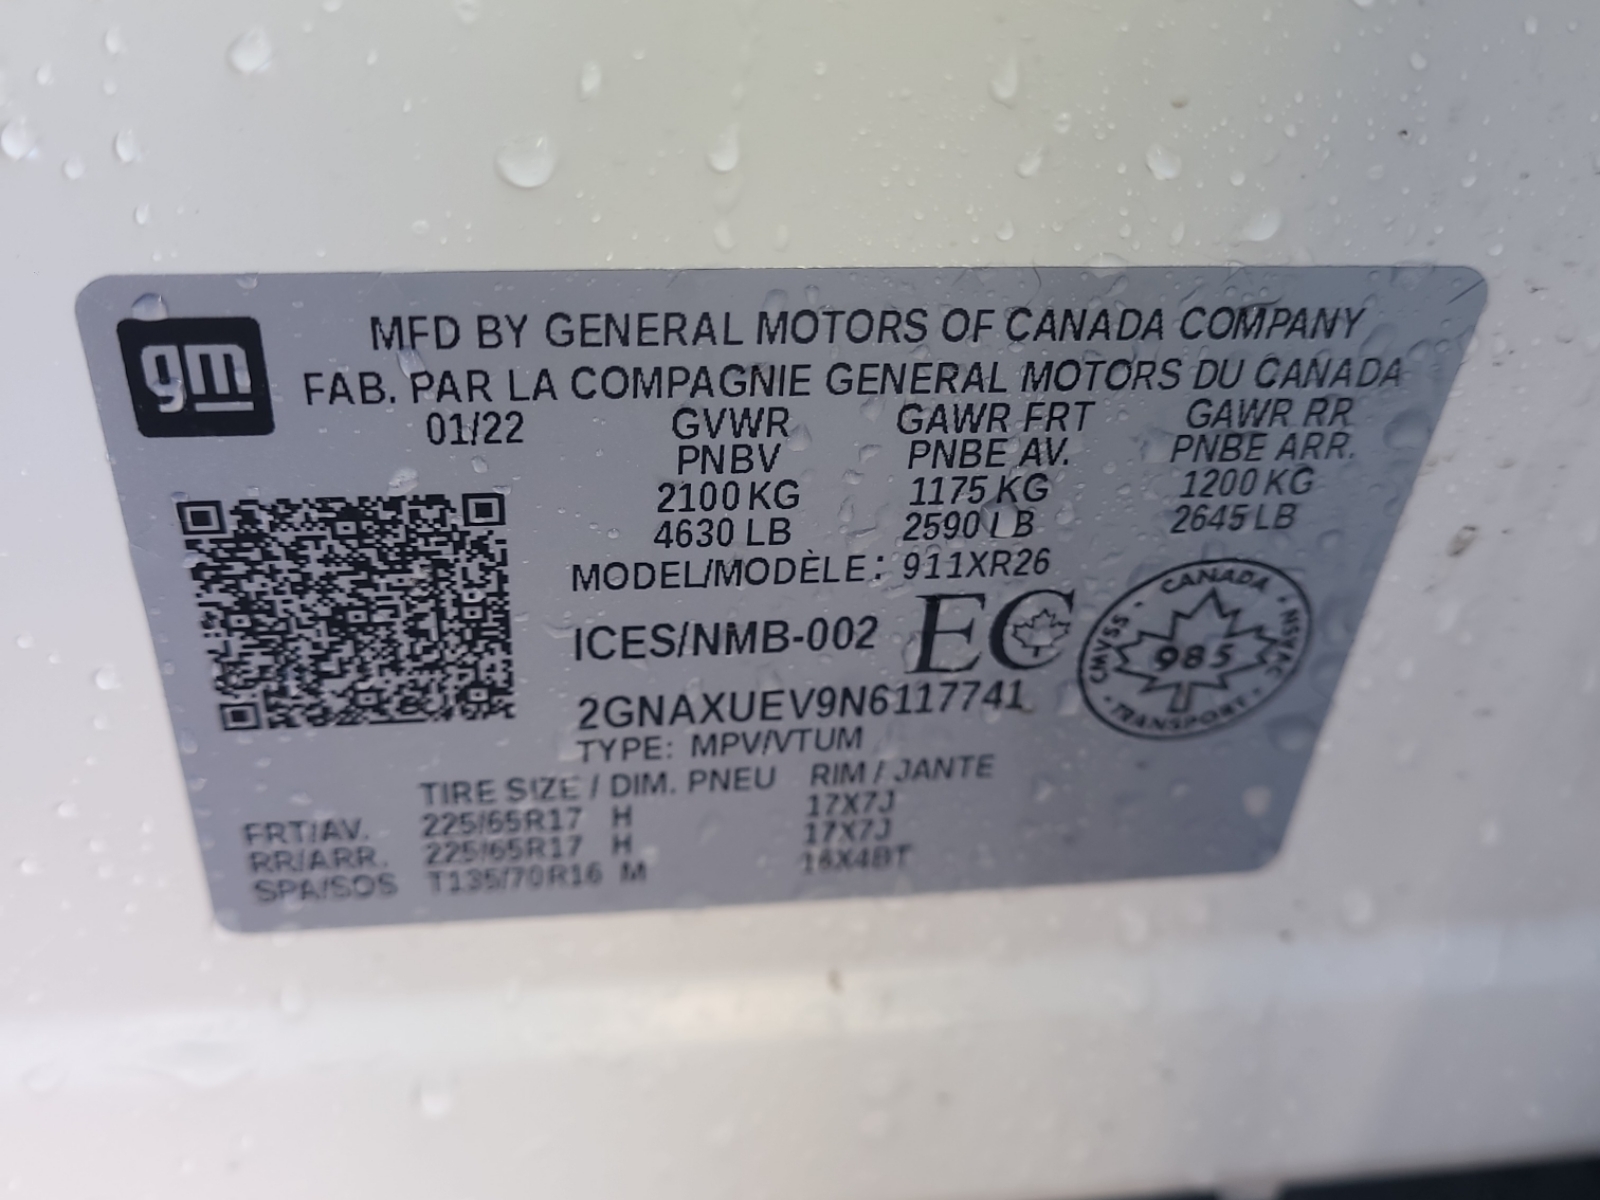 gm
MFD BY GENERAL MOTORS OF CANADA COMPANY
FAB. PAR LA COMPAGNIE GENERAL MOTORS DU CANADA
01/22 GVWR GAWR FRT GAWR RR
PNBV PNBE AV. PNBE ARR.
2100 KG 1175 KG 1200 KG
4630 LB 2590 LB 2645 LB
MODEL/MODÈLE: 911XR26
ICES/NMB-002 EC
CANADA
CMVSS NSVAC
985
TRANSPORT
2GNAXUEV9N6117741
TYPE: MPV/VTUM
TIRE SIZE / DIM. PNEU RIM / JANTE
FRT/AV. 225/65R17 H 17X7J
RR/ARR. 225/65R17 H 17X7J
SPA/SOS T135/70R16 M 16X4BT